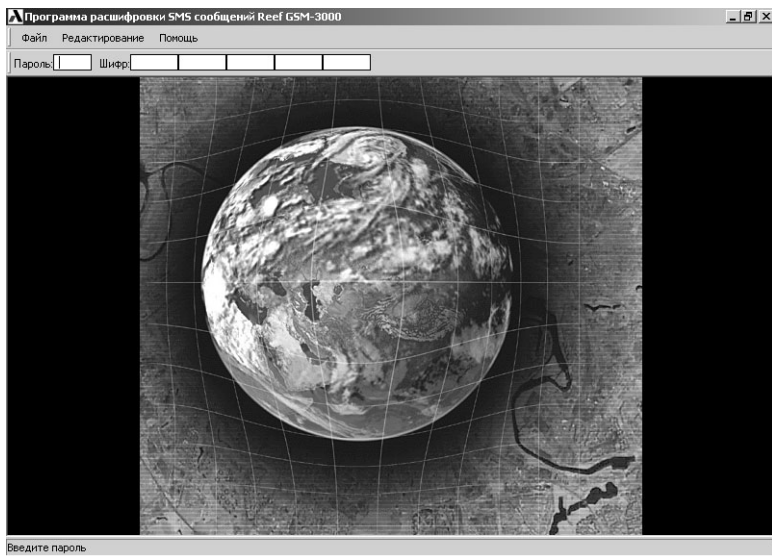 Программа расшифровки SMS сообщений Reef GSM-3000
Файл Редактирование Помощь
Пароль: Шифр:
Введите пароль